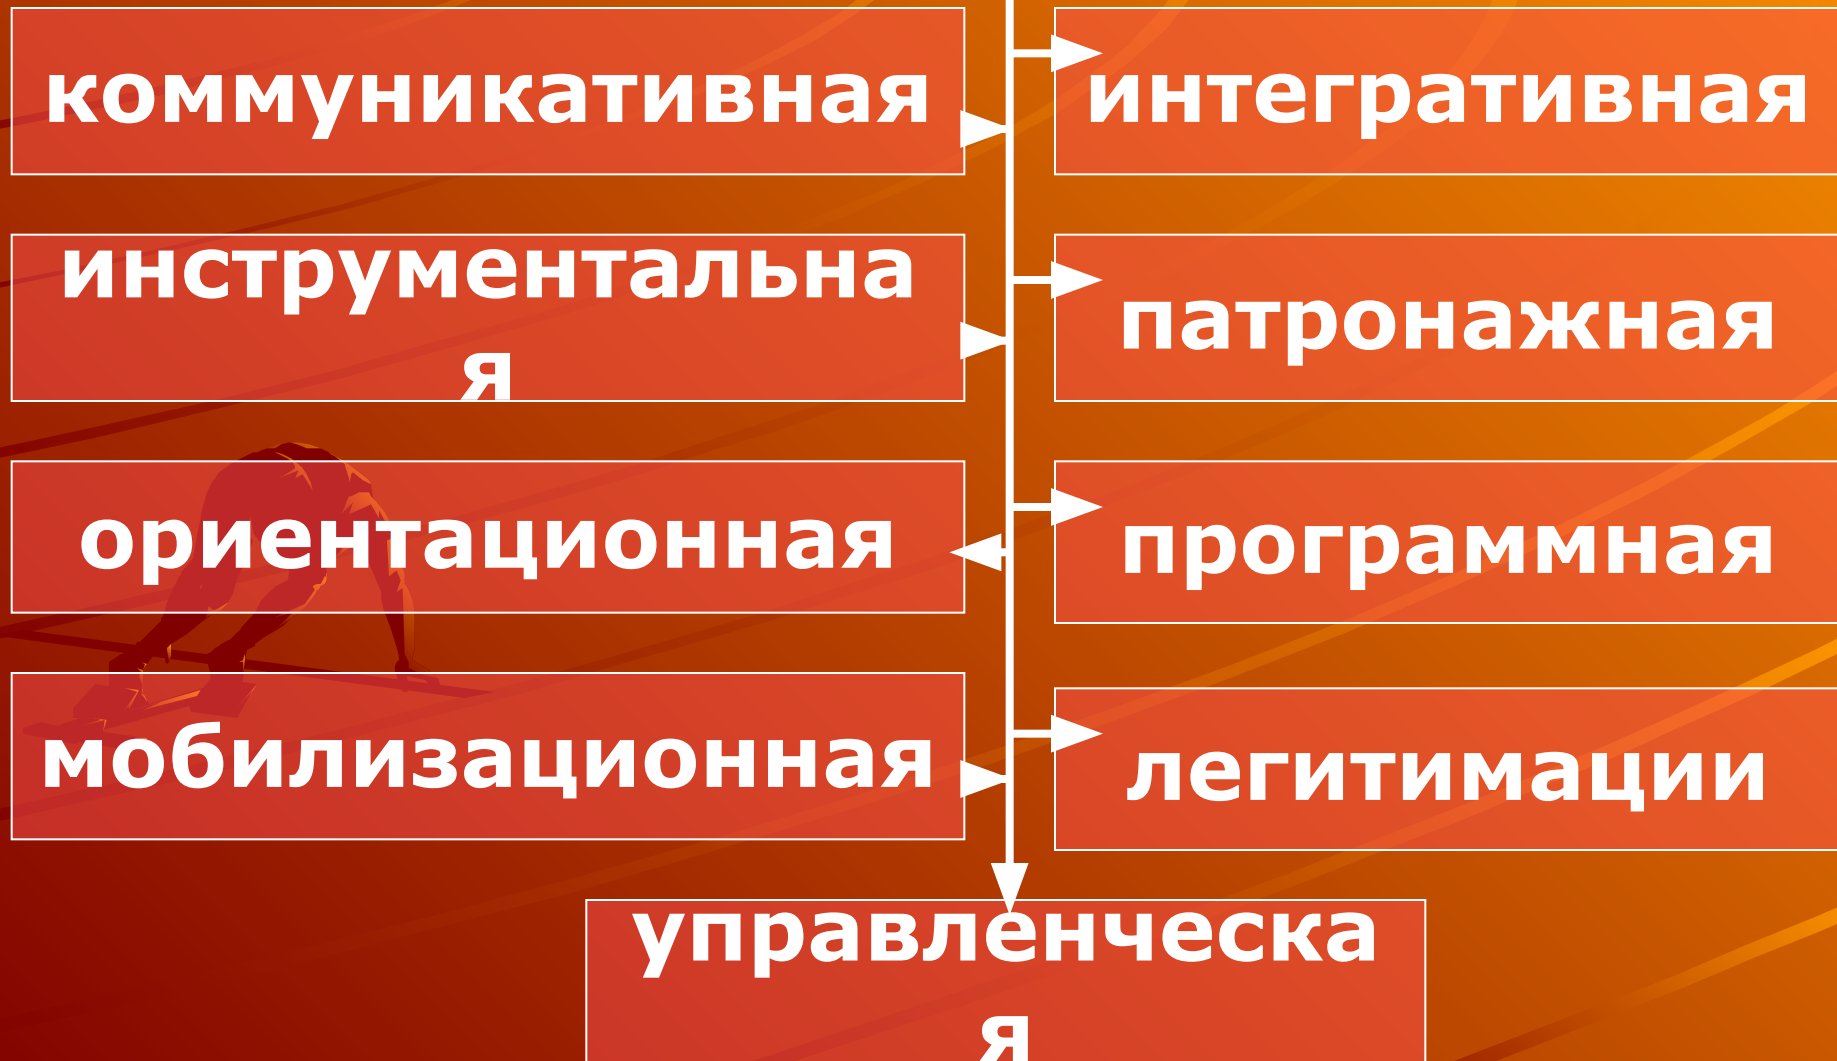 коммуникативная
интегративная
инструментальна
я
патронажная
ориентационная
программная
мобилизационная
легитимации
управленческа
я